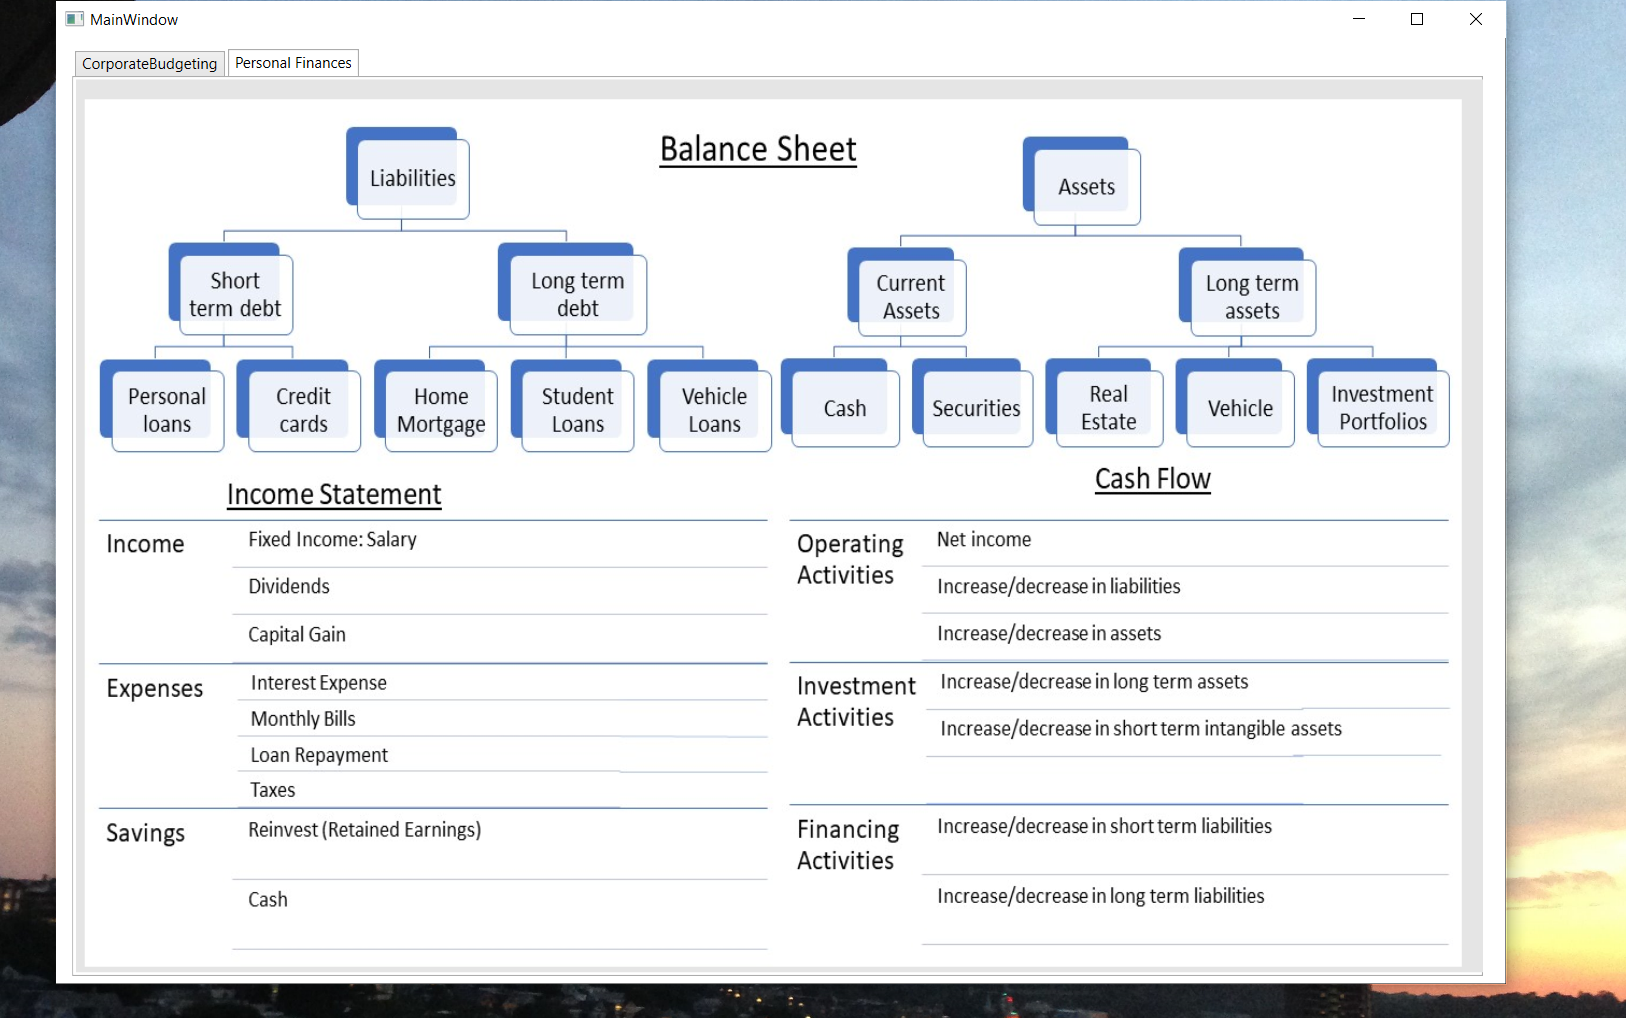 MainWindow
CorporateBudgeting
Personal Finances
Balance Sheet
Liabilities
Assets
Short
term debt
Long term
debt
Current
Assets
Long term
assets
Personal
loans
Credit
cards
Home
Mortgage
Student
Loans
Vehicle
Loans
Cash
Securities
Real
Estate
Vehicle
Investment
Portfolios
Income Statement
Income
Fixed Income: Salary
Dividends
Capital Gain
Expenses
Interest Expense
Monthly Bills
Loan Repayment
Taxes
Savings
Reinvest (Retained Earnings)
Cash
Cash Flow
Operating
Activities
Net income
Increase/decrease in liabilities
Increase/decrease in assets
Investment
Activities
Increase/decrease in long term assets
Increase/decrease in short term intangible assets
Financing
Activities
Increase/decrease in short term liabilities
Increase/decrease in long term liabilities